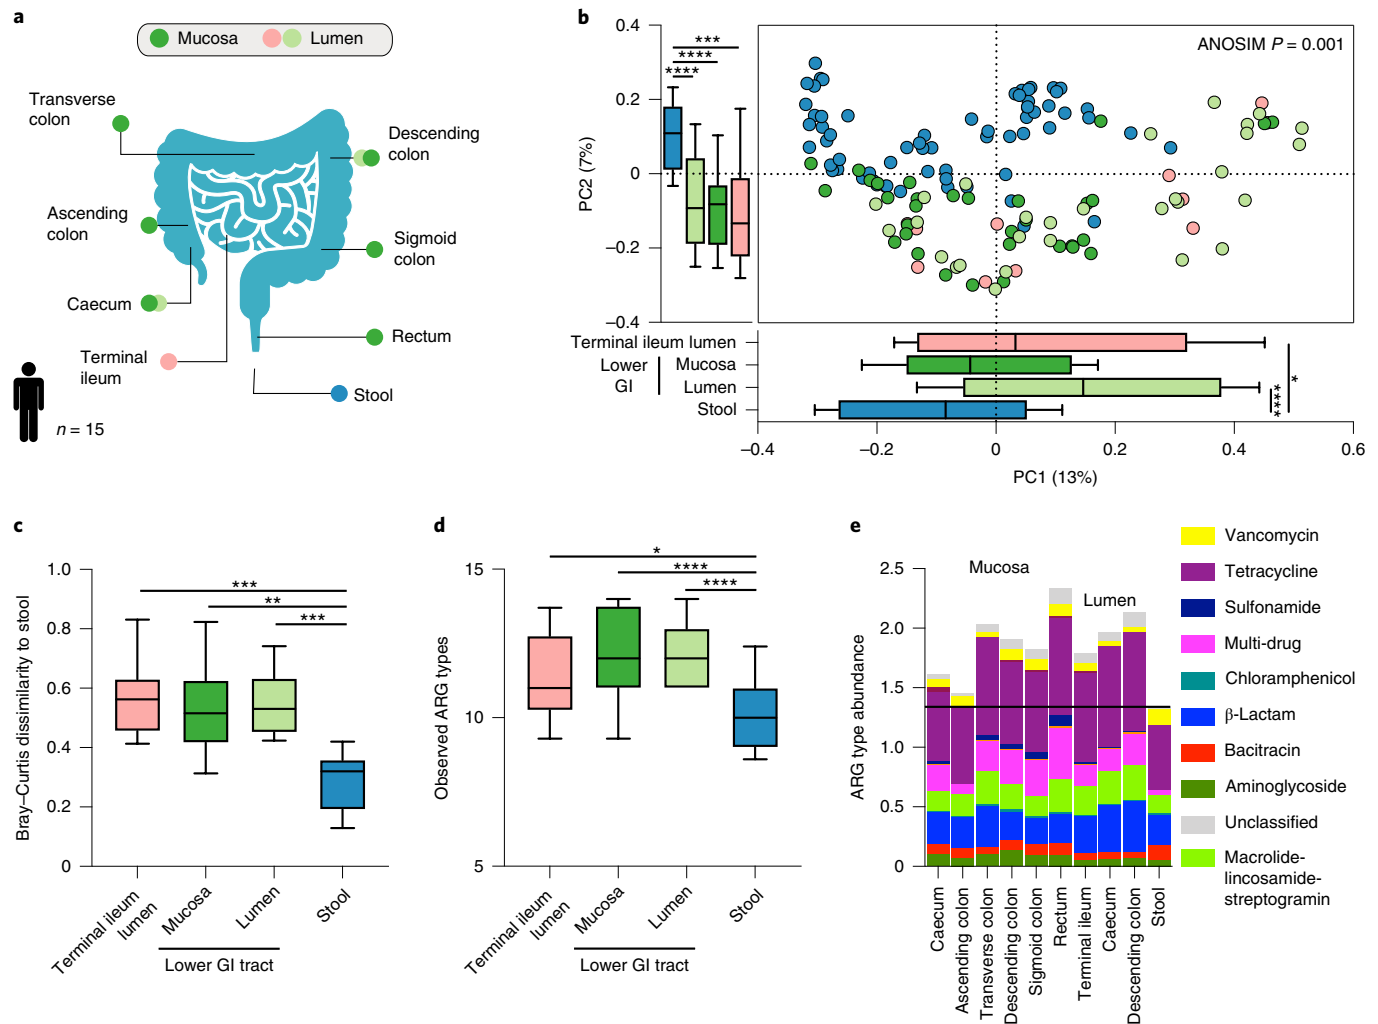 a
Mucosa
Lumen
Transverse
colon
Descending
colon
Ascending
colon
Sigmoid
colon
Caecum
Rectum
Terminal
ileum
Stool
n = 15
b
0.4
0.2
0
−0.2
−0.4
PC2 (7%)
***
****
****
ANOSIM P = 0.001
Terminal ileum lumen
Lower
GI
Mucosa
Lumen
Stool
*
****
−0.4
−0.2
0
0.2
0.4
0.6
PC1 (13%)
c
Bray–Curtis dissimilarity to stool
1.0
0.8
0.6
0.4
0.2
0
***
**
***
Terminal ileum
lumen
Mucosa
Lumen
Stool
Lower GI tract
d
Observed ARG types
15
10
5
*
****
****
Terminal ileum
lumen
Mucosa
Lumen
Stool
Lower GI tract
e
ARG type abundance
2.5
2.0
1.5
1.0
0.5
0
Mucosa
Lumen
Caecum
Ascending colon
Transverse colon
Descending colon
Sigmoid colon
Rectum
Terminal ileum
Caecum
Descending colon
Stool
Vancomycin
Tetracycline
Sulfonamide
Multi-drug
Chloramphenicol
β-Lactam
Bacitracin
Aminoglycoside
Unclassified
Macrolide-
lincosamide-
streptogramin